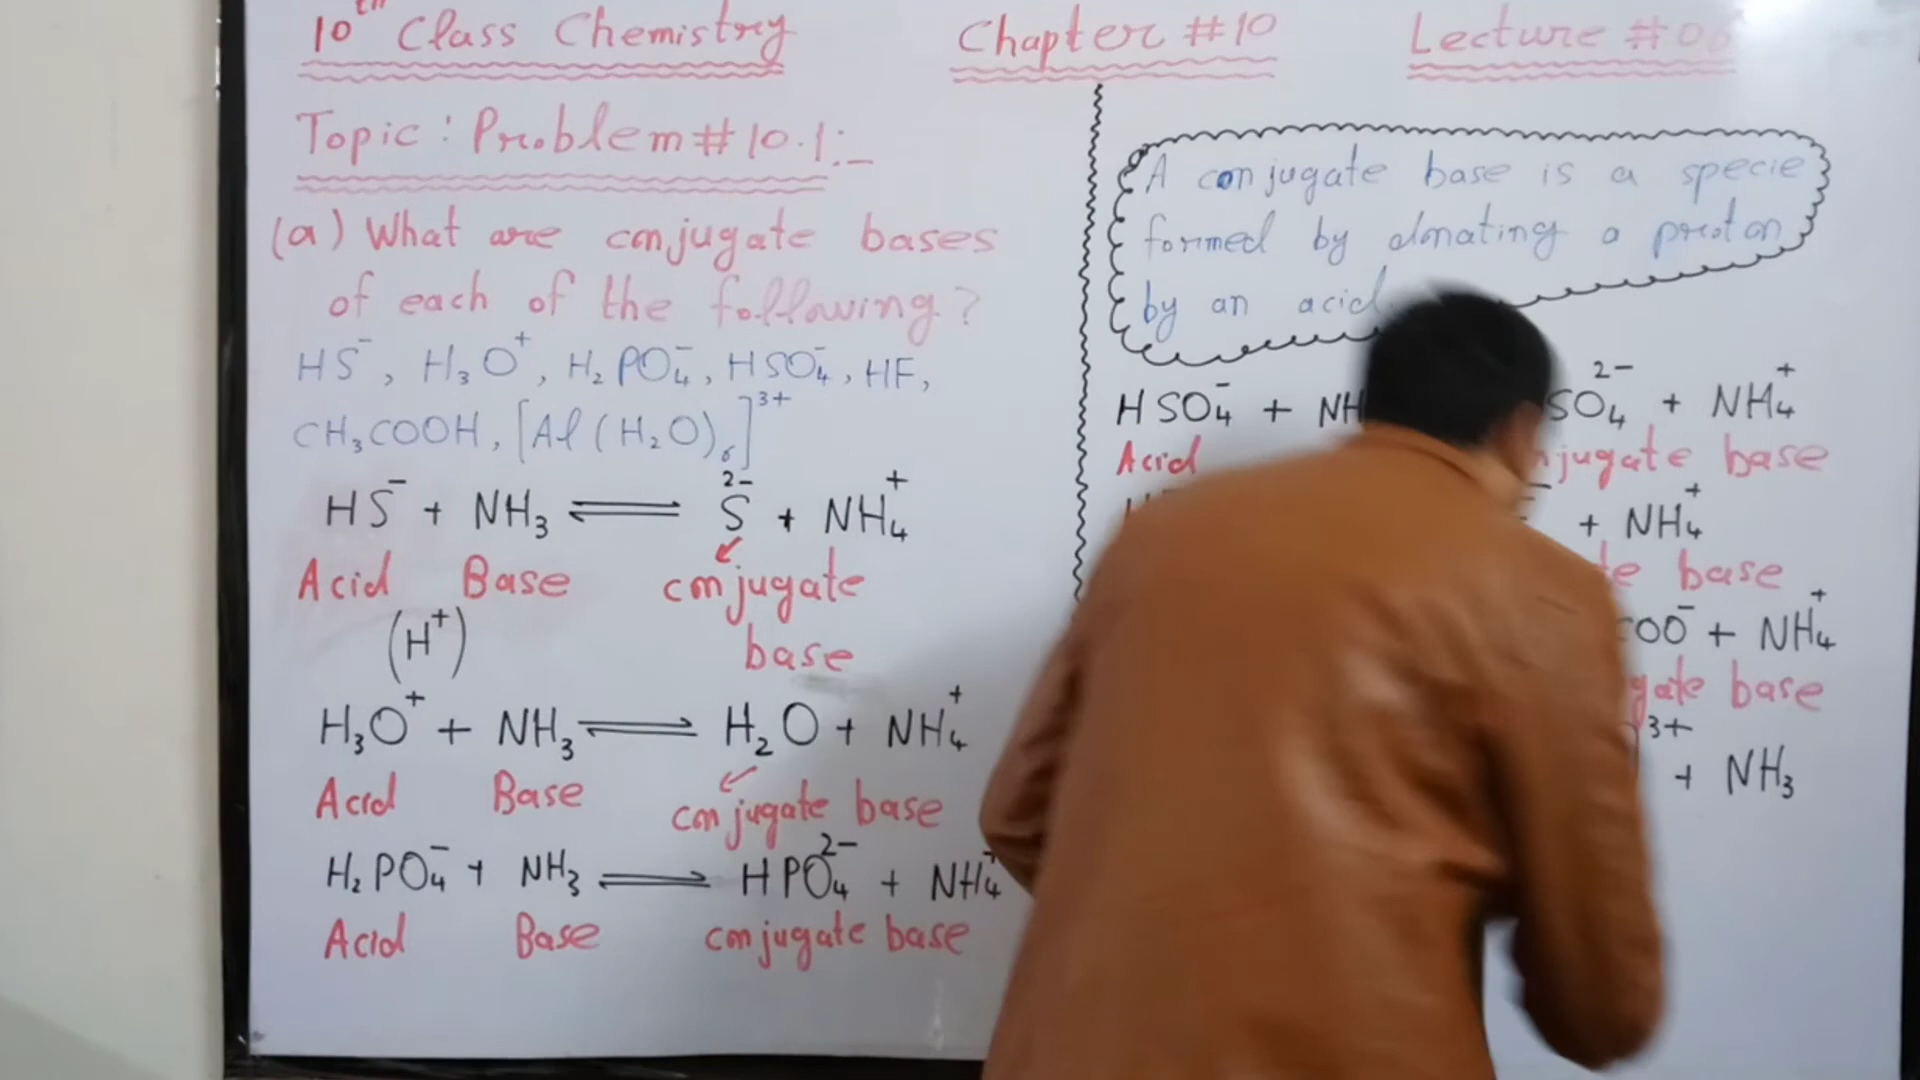 10th Class Chemistry
Chapter #10
Lecture #06
Topic : Problem # 10.1:-
(a) What are conjugate bases
of each of the following?
HS⁻, H₃O⁺, H₂PO₄⁻, HSO₄⁻, HF,
CH₃COOH, [Al(H₂O)₆]³⁺
HS⁻ + NH₃ ⇌ S²⁻ + NH₄⁺
Acid Base conjugate
(H⁺) base
H₃O⁺ + NH₃ ⇌ H₂O + NH₄⁺
Acid Base conjugate base
H₂PO₄⁻ + NH₃ ⇌ HPO₄²⁻ + NH₄⁺
Acid Base conjugate base
A conjugate base is a specie
formed by donating a proton
by an acid
HSO₄⁻ + NH SO₄²⁻ + NH₄⁺
Acid jugate base
+ NH₄⁺
te base
COO⁻ + NH₄⁺
gate base
3+ + NH₃